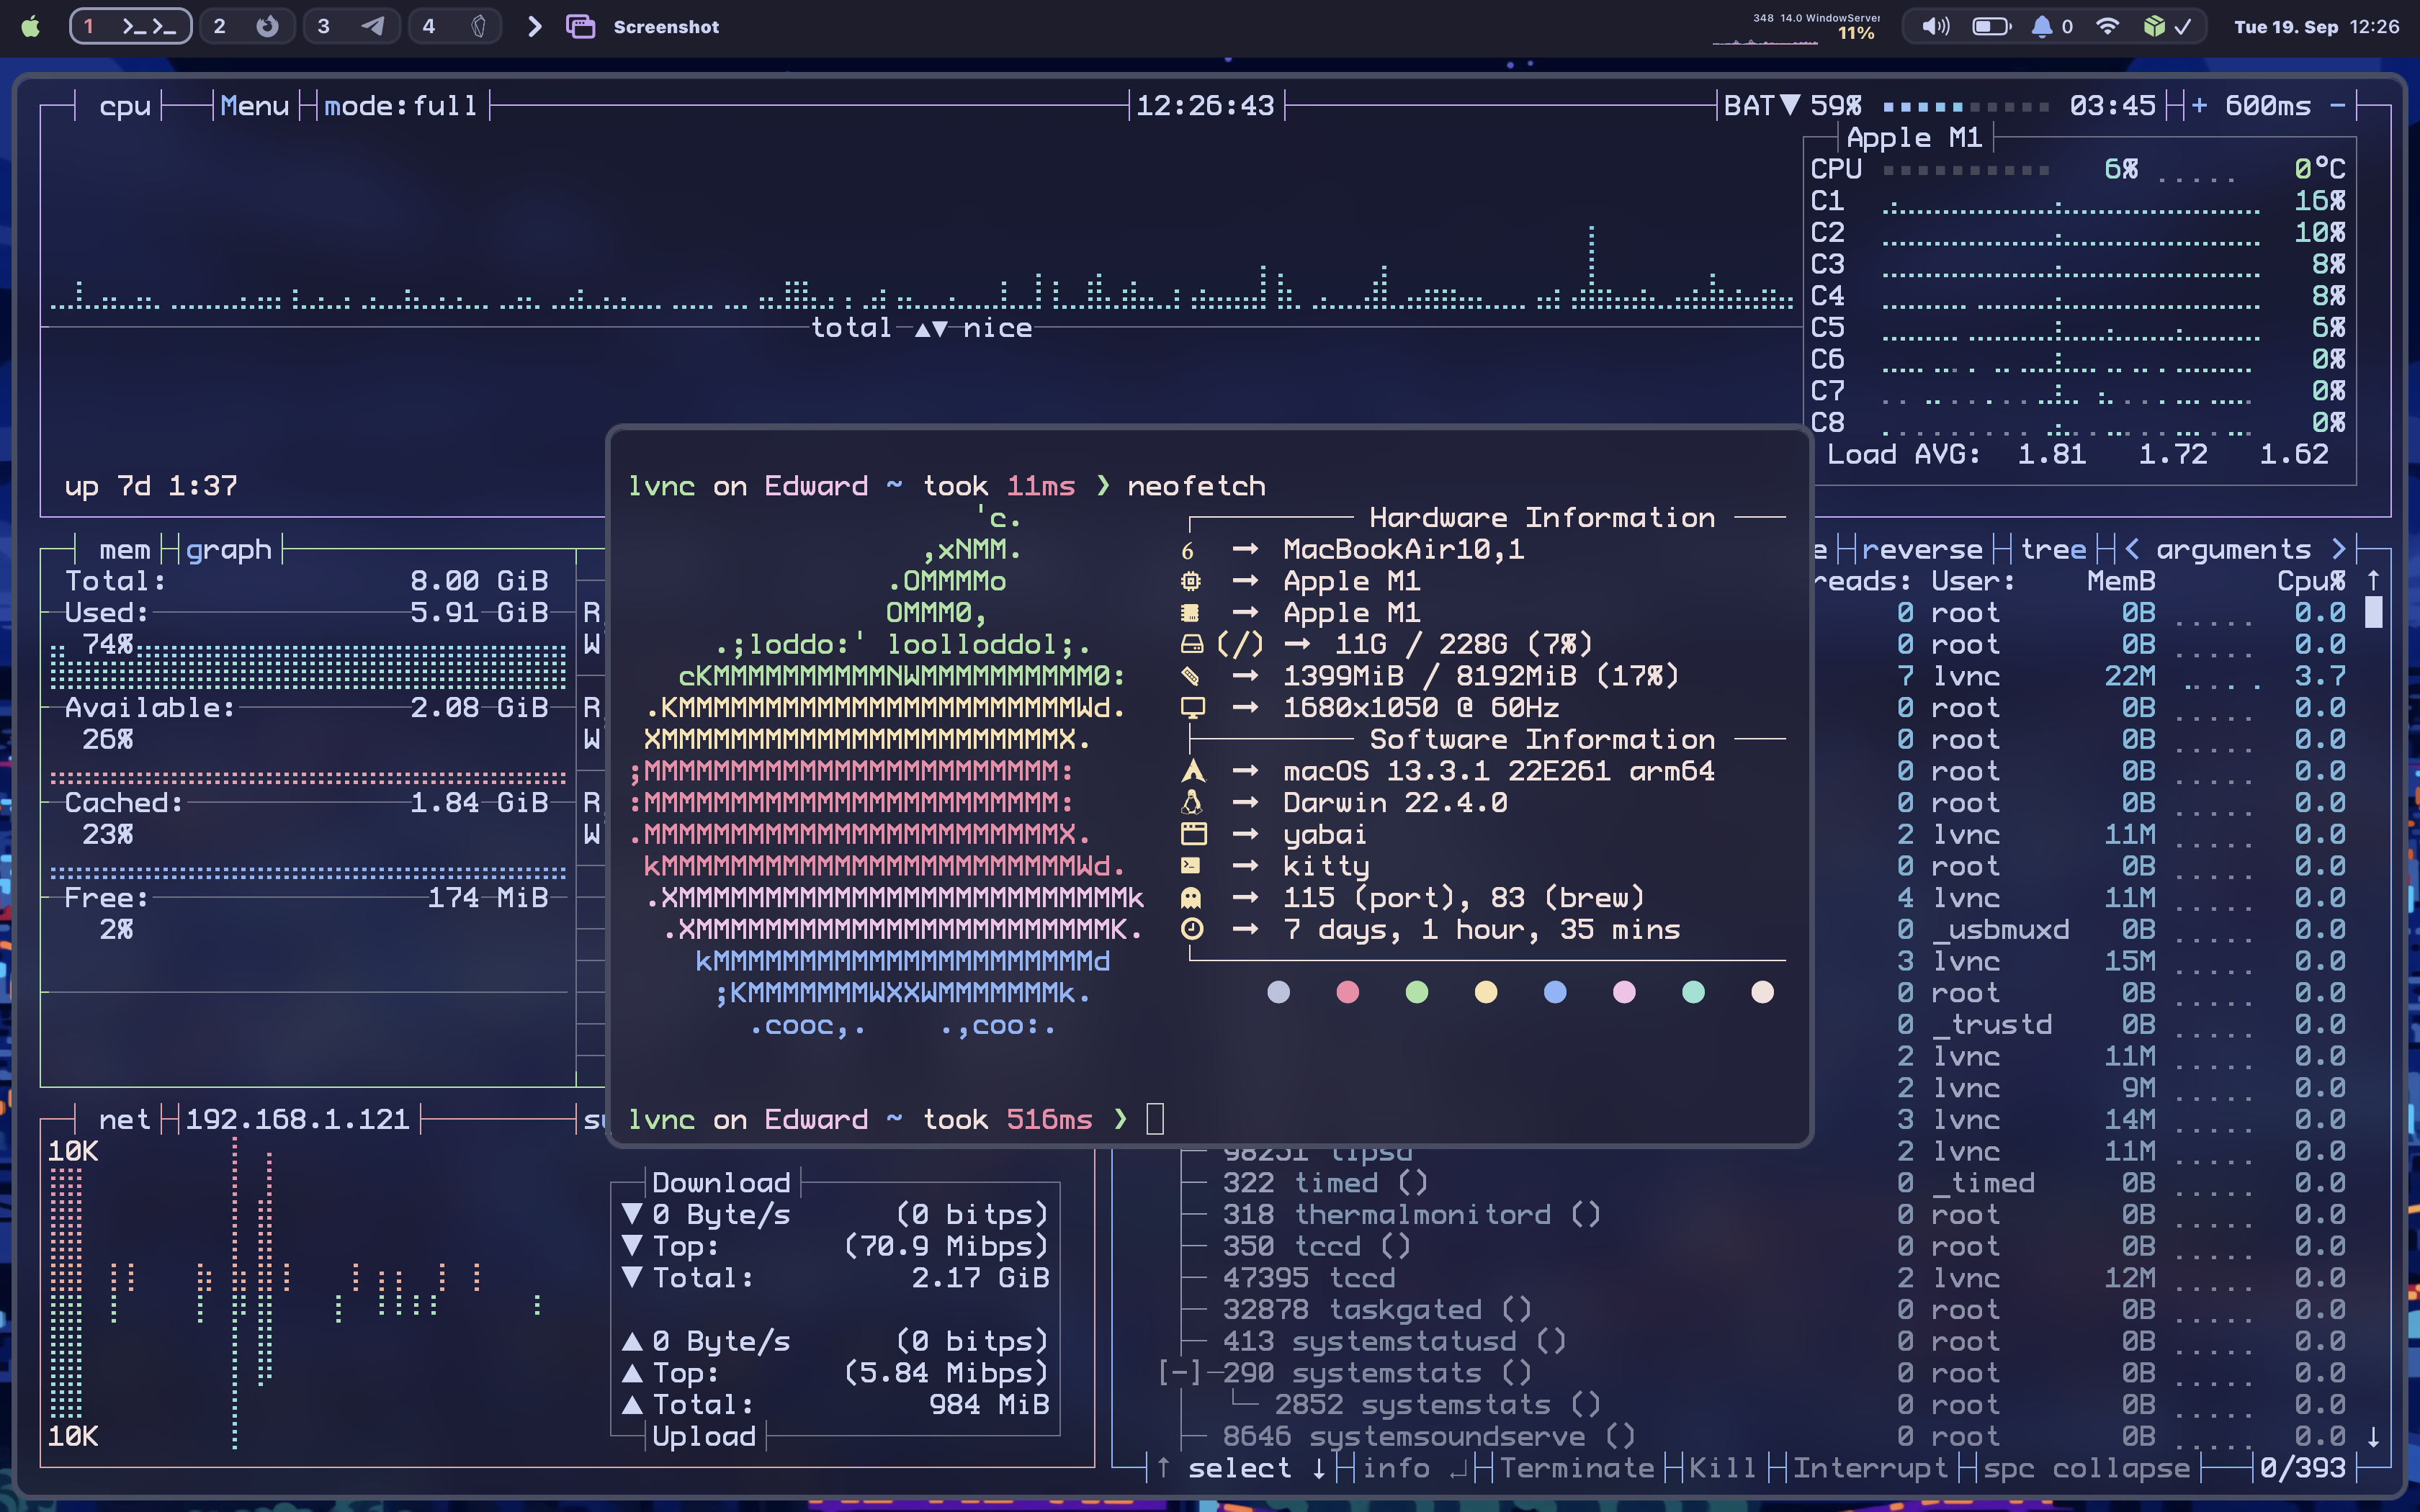 1 >_ >_ 2 3 4 Screenshot 348 14.0 WindowServer 11% 0 Tue 19. Sep 12:26
cpu Menu mode:full 12:26:43 BAT▼ 59% 03:45 + 600ms -
Apple M1
CPU 6% 0°C
C1 16%
C2 10%
C3 8%
C4 8%
C5 6%
C6 0%
C7 0%
C8 0%
Load AVG: 1.81 1.72 1.62
total ▲▼ nice
up 7d 1:37
mem graph
Total: 8.00 GiB
Used: 5.91 GiB
74%
Available: 2.08 GiB
26%
Cached: 1.84 GiB
23%
Free: 174 MiB
2%
R
W
R
W
R
W
lvnc on Edward ~ took 11ms ❯ neofetch
'c.
,xNMM.
.OMMMMo
OMMM0,
.;loddo:' loolloddol;.
cKMMMMMMMMMMNWMMMMMMMMMM0:
.KMMMMMMMMMMMMMMMMMMMMMMMWd.
XMMMMMMMMMMMMMMMMMMMMMMMX.
;MMMMMMMMMMMMMMMMMMMMMMMM:
:MMMMMMMMMMMMMMMMMMMMMMMM:
.MMMMMMMMMMMMMMMMMMMMMMMMX.
kMMMMMMMMMMMMMMMMMMMMMMMMWd.
.XMMMMMMMMMMMMMMMMMMMMMMMMMMk
.XMMMMMMMMMMMMMMMMMMMMMMMMK.
kMMMMMMMMMMMMMMMMMMMMMMd
;KMMMMMMMWXXWMMMMMMMk.
.cooc,. .,coo:.
Hardware Information
6 → MacBookAir10,1
→ Apple M1
→ Apple M1
(/) → 11G / 228G (7%)
→ 1399MiB / 8192MiB (17%)
→ 1680x1050 @ 60Hz
Software Information
→ macOS 13.3.1 22E261 arm64
→ Darwin 22.4.0
→ yabai
→ kitty
→ 115 (port), 83 (brew)
→ 7 days, 1 hour, 35 mins
lvnc on Edward ~ took 516ms ❯
e reverse tree < arguments >
reads: User: MemB Cpu% ↑
0 root 0B 0.0
0 root 0B 0.0
7 lvnc 22M 3.7
0 root 0B 0.0
0 root 0B 0.0
0 root 0B 0.0
0 root 0B 0.0
2 lvnc 11M 0.0
0 root 0B 0.0
4 lvnc 11M 0.0
0 _usbmuxd 0B 0.0
3 lvnc 15M 0.0
0 root 0B 0.0
0 _trustd 0B 0.0
2 lvnc 11M 0.0
2 lvnc 9M 0.0
3 lvnc 14M 0.0
98251 tipsd 2 lvnc 11M 0.0
322 timed () 0 _timed 0B 0.0
318 thermalmonitord () 0 root 0B 0.0
350 tccd () 0 root 0B 0.0
47395 tccd 2 lvnc 12M 0.0
32878 taskgated () 0 root 0B 0.0
413 systemstatusd () 0 root 0B 0.0
[-]-290 systemstats () 0 root 0B 0.0
2852 systemstats () 0 root 0B 0.0
8646 systemsoundserve () 0 root 0B 0.0 ↓
↑ select ↓ info ↲ Terminate Kill Interrupt spc collapse 0/393
net 192.168.1.121
10K
10K
Download
▼ 0 Byte/s (0 bitps)
▼ Top: (70.9 Mibps)
▼ Total: 2.17 GiB
▲ 0 Byte/s (0 bitps)
▲ Top: (5.84 Mibps)
▲ Total: 984 MiB
Upload